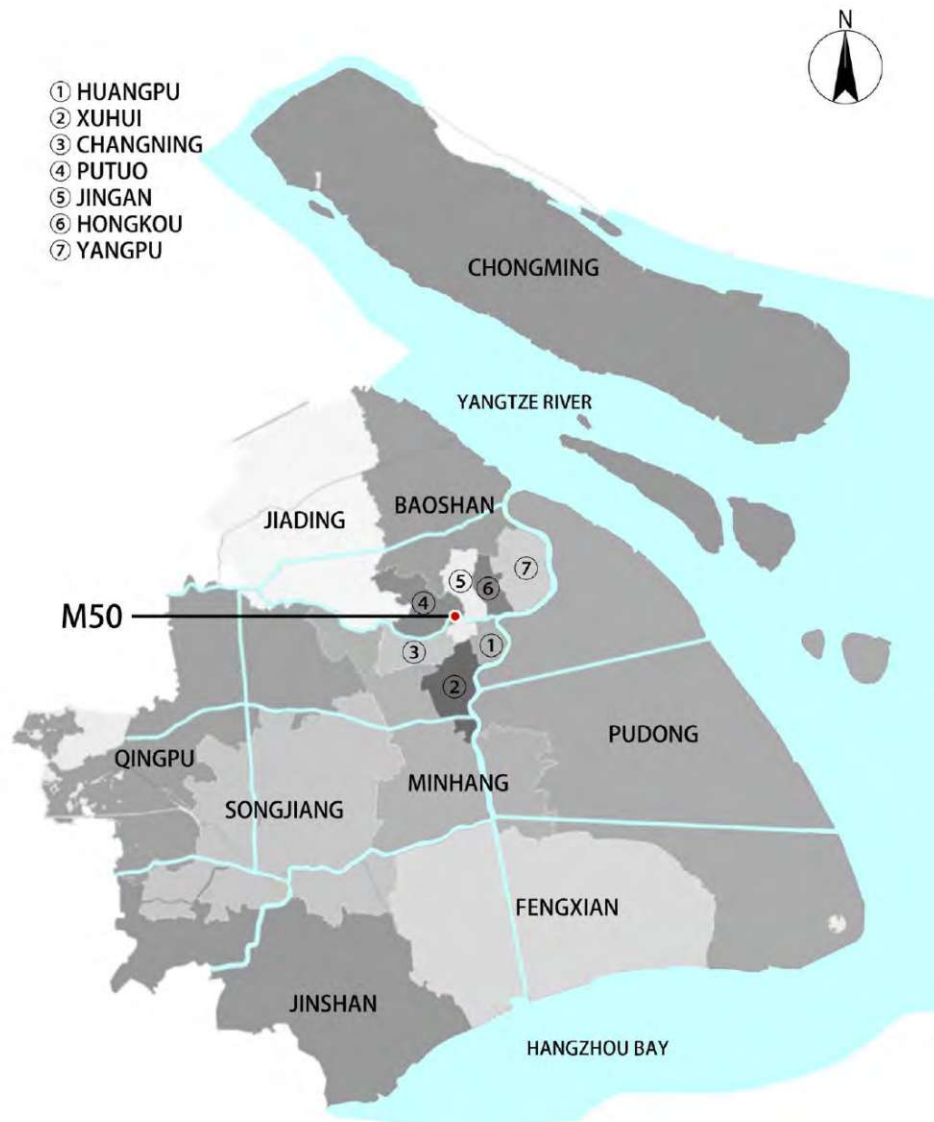 N
① HUANGPU
② XUHUI
③ CHANGNING
④ PUTUO
⑤ JINGAN
⑥ HONGKOU
⑦ YANGPU
CHONGMING
YANGTZE RIVER
BAOSHAN
JIADING
⑦
⑤
⑥
④
M50
①
③
②
PUDONG
QINGPU
MINHANG
SONGJIANG
FENGXIAN
JINSHAN
HANGZHOU BAY